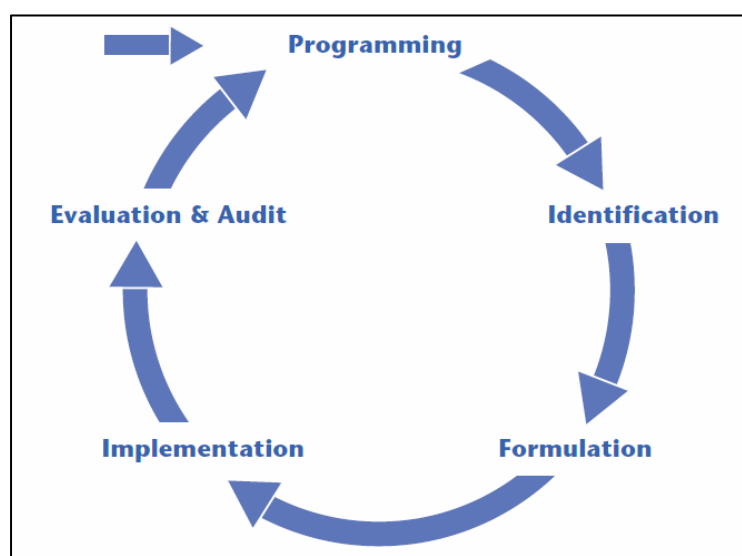 Programming
Evaluation & Audit
Identification
Implementation
Formulation